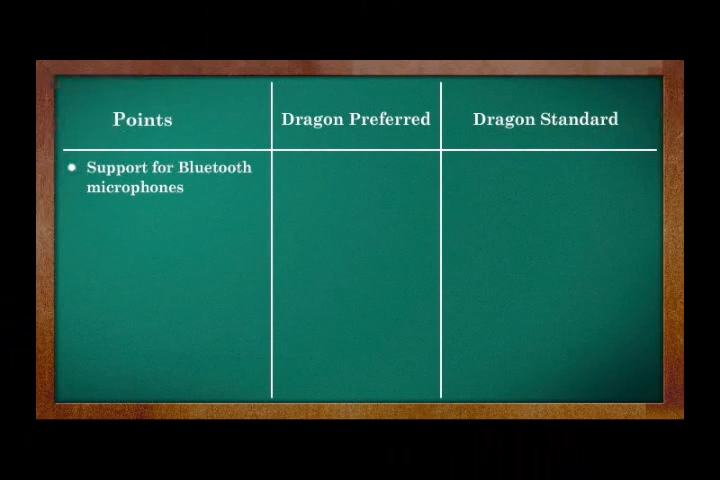 Points
Dragon Preferred
Dragon Standard
Support for Bluetooth
microphones